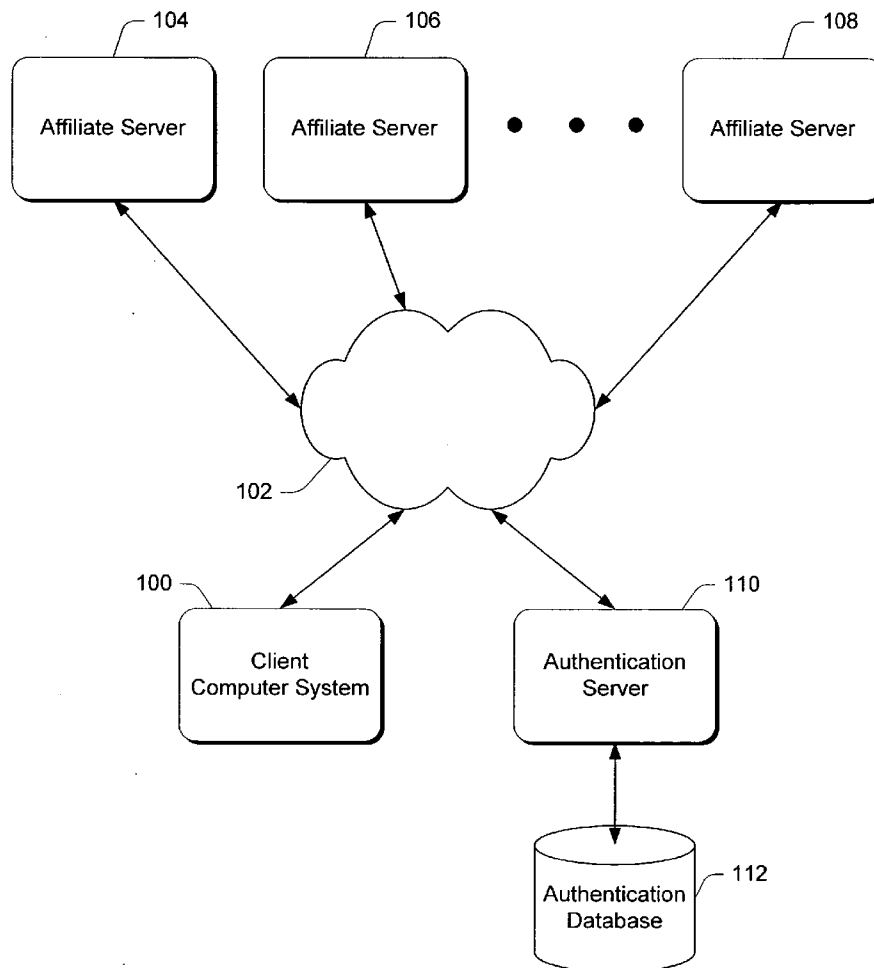 104
106
108
Affiliate Server
Affiliate Server
Affiliate Server
102
100
110
Client
Computer System
Authentication
Server
Authentication
Database
112